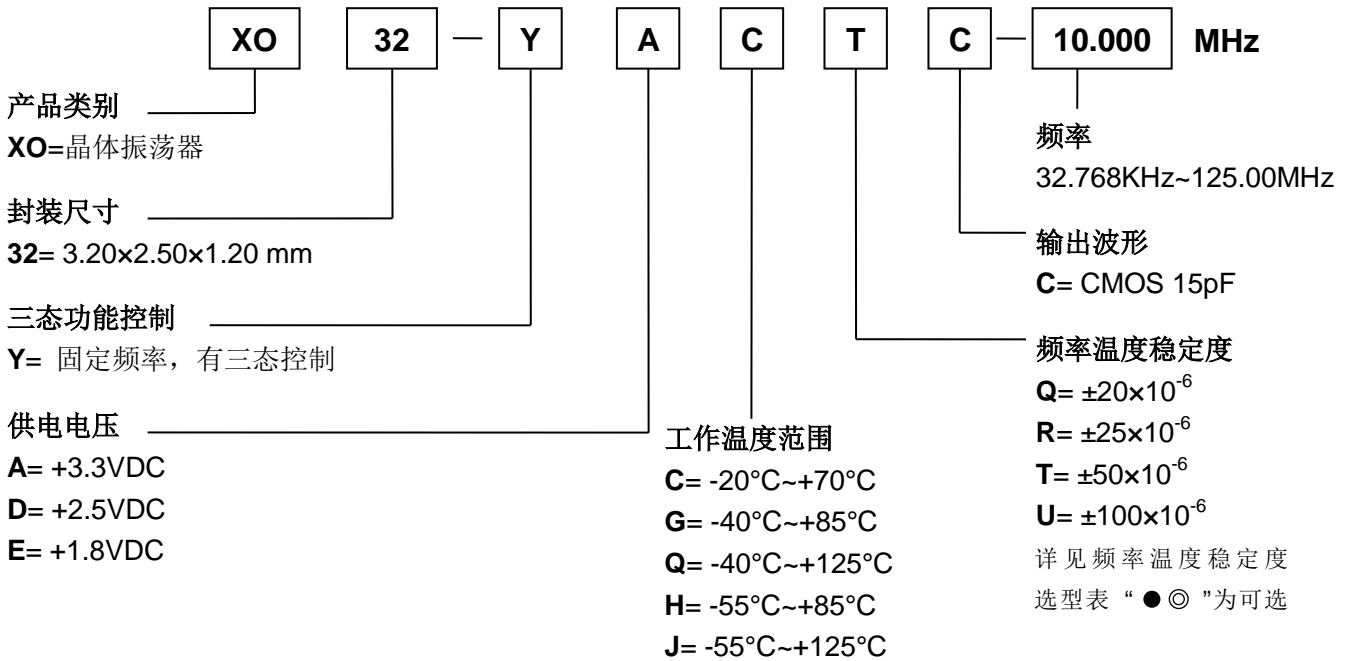 XO 32 — Y A C T C — 10.000 MHz
产品类别
XO=晶体振荡器
封装尺寸
32= 3.20×2.50×1.20 mm
三态功能控制
Y= 固定频率，有三态控制
供电电压
A= +3.3VDC
D= +2.5VDC
E= +1.8VDC
工作温度范围
C= -20°C~+70°C
G= -40°C~+85°C
Q= -40°C~+125°C
H= -55°C~+85°C
J= -55°C~+125°C
频率
32.768KHz~125.00MHz
输出波形
C= CMOS 15pF
频率温度稳定度
Q= ±20×10⁻⁶
R= ±25×10⁻⁶
T= ±50×10⁻⁶
U= ±100×10⁻⁶
详见频率温度稳定度
选型表 “ ●◎ ”为可选